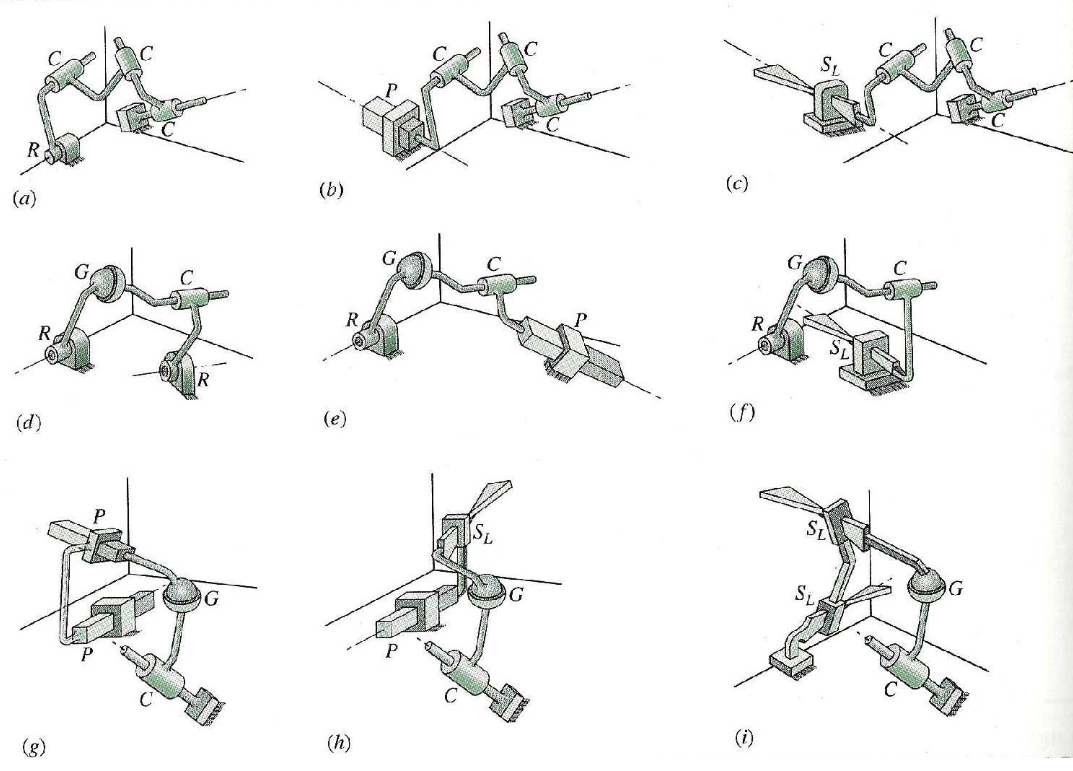 C C
R C
(a)
P C C
C
(b)
S_L C C
C
(c)
G C
R R
(d)
G C
R P
(e)
G C
R S_L
(f)
P
G
P
C
(g)
S_L
G
P
C
(h)
S_L
S_L
G
C
(i)